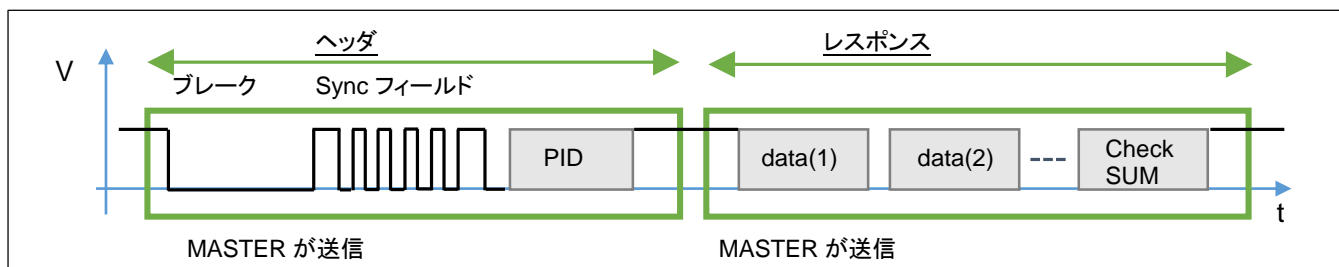 ヘッダ
レスポンス
V
ブレーク
Sync フィールド
PID
data(1)
data(2)
Check
SUM
t
MASTER が送信
MASTER が送信